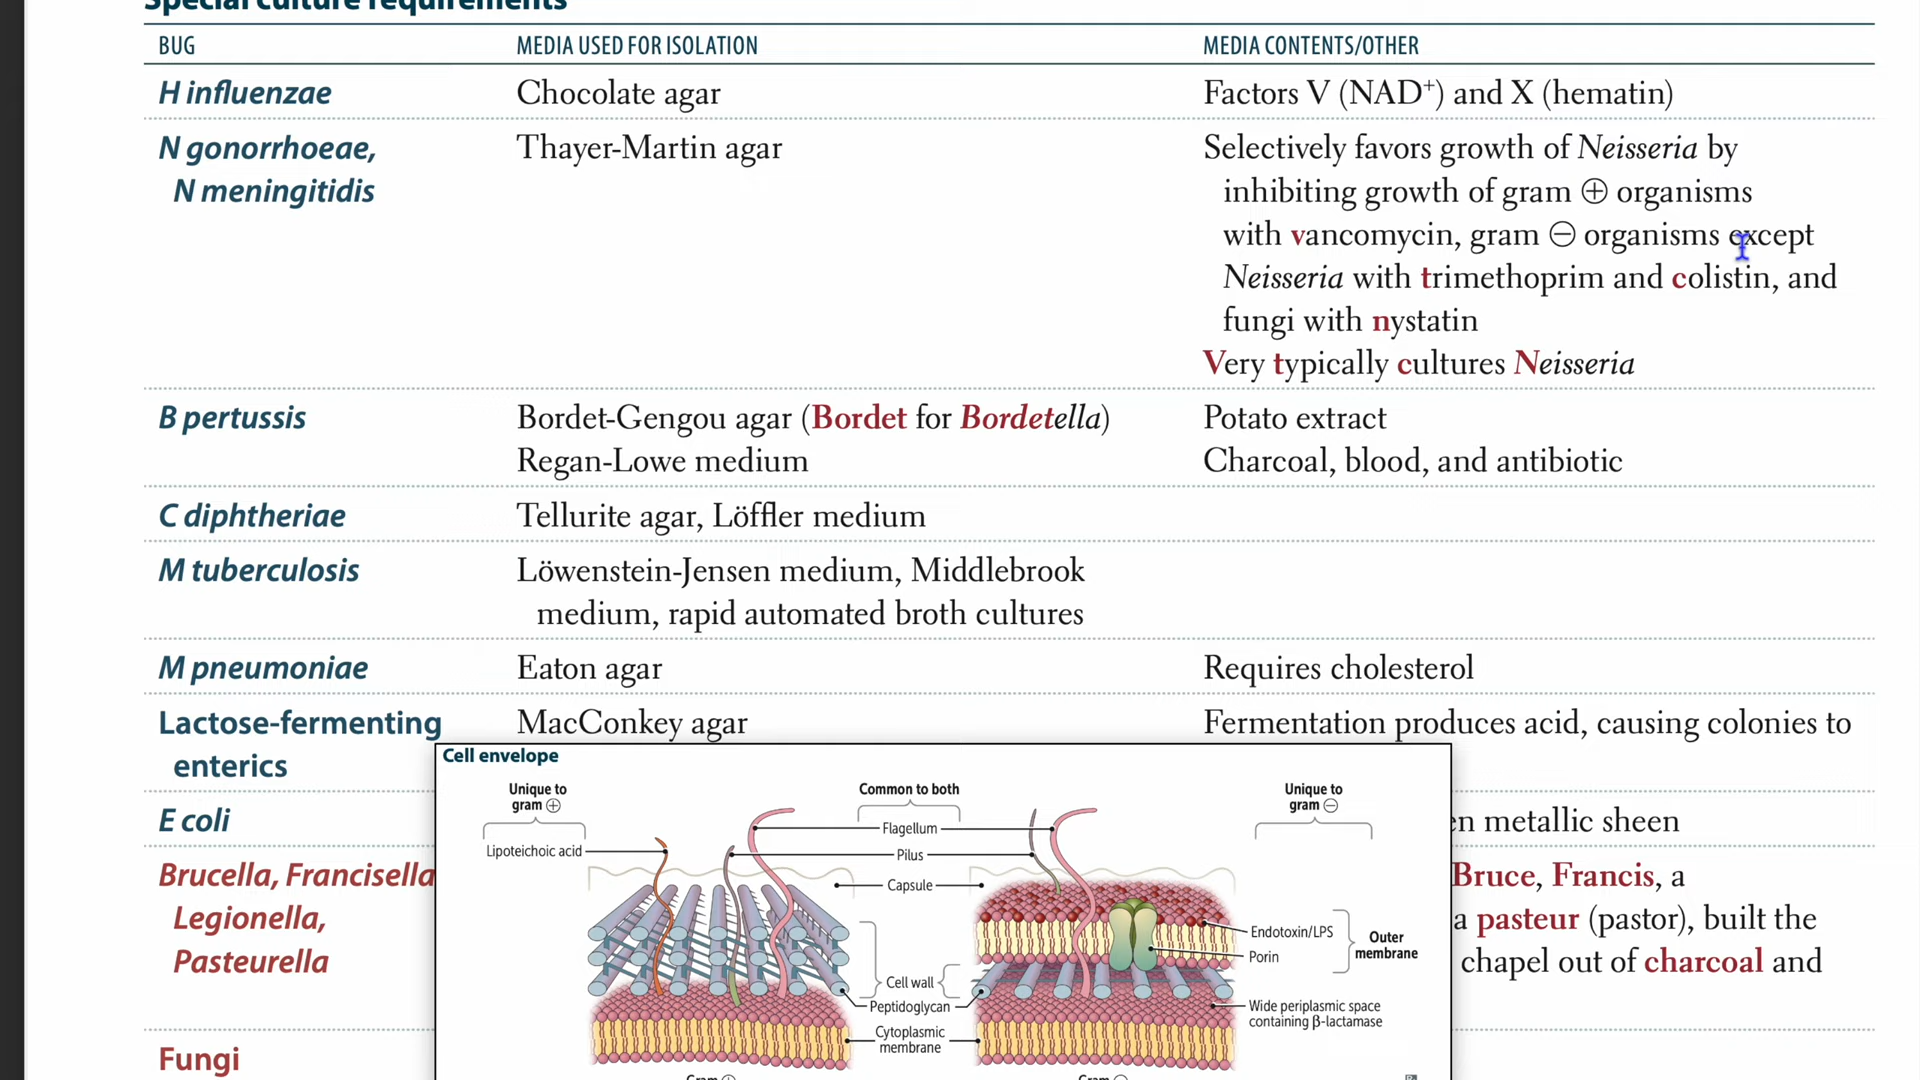 Special culture requirements
BUG MEDIA USED FOR ISOLATION MEDIA CONTENTS/OTHER
H influenzae Chocolate agar Factors V (NAD⁺) and X (hematin)
N gonorrhoeae, Thayer-Martin agar Selectively favors growth of Neisseria by
N meningitidis inhibiting growth of gram ⊕ organisms
with vancomycin, gram ⊖ organisms except
Neisseria with trimethoprim and colistin, and
fungi with nystatin
Very typically cultures Neisseria
B pertussis Bordet-Gengou agar (Bordet for Bordetella) Potato extract
Regan-Lowe medium Charcoal, blood, and antibiotic
C diphtheriae Tellurite agar, Löffler medium
M tuberculosis Löwenstein-Jensen medium, Middlebrook
medium, rapid automated broth cultures
M pneumoniae Eaton agar Requires cholesterol
Lactose-fermenting MacConkey agar Fermentation produces acid, causing colonies to
enterics
E coli en metallic sheen
Brucella, Francisella Bruce, Francis, a
Legionella, a pasteur (pastor), built the
Pasteurella chapel out of charcoal and
Fungi
Cell envelope
Unique to
gram ⊕
Common to both
Unique to
gram ⊖
Flagellum
Lipoteichoic acid
Pilus
Capsule
Endotoxin/LPS
Porin
Outer
membrane
Cell wall
Peptidoglycan
Wide periplasmic space
containing β-lactamase
Cytoplasmic
membrane
Gram ⊕ Gram ⊖